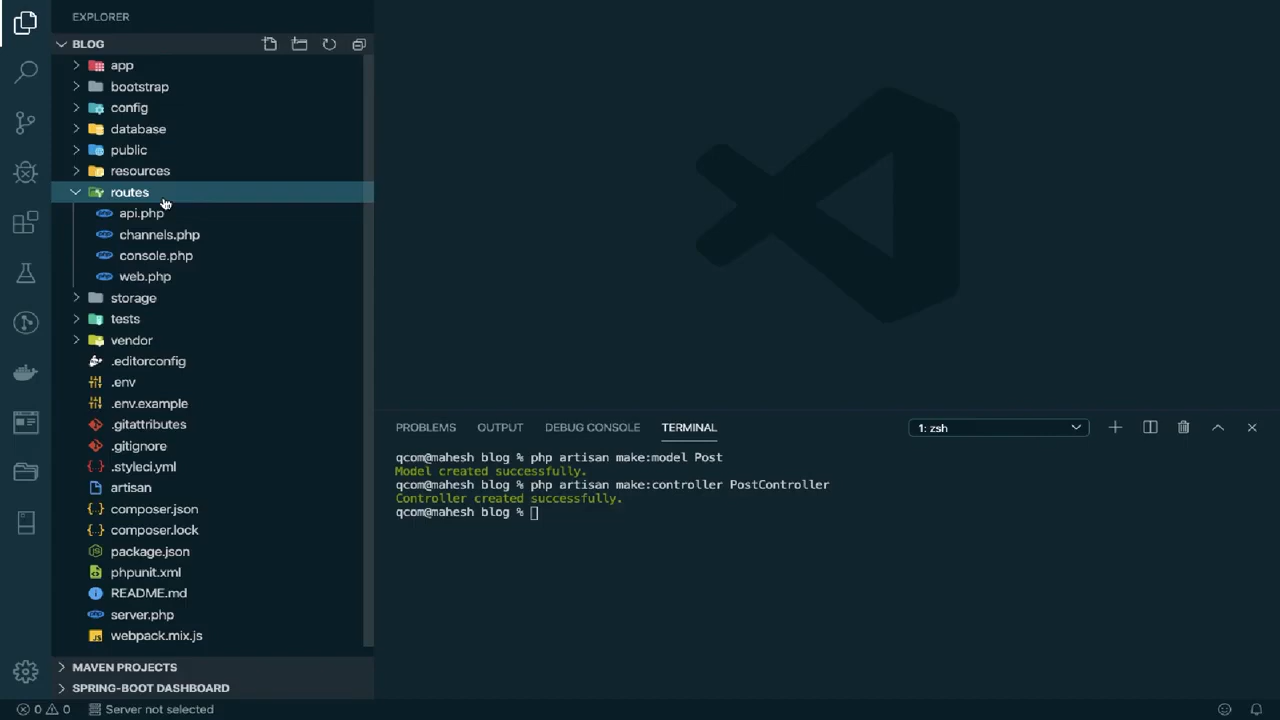 EXPLORER
BLOG
app
bootstrap
config
database
public
resources
routes
api.php
channels.php
console.php
web.php
storage
tests
vendor
.editorconfig
.env
.env.example
.gitattributes
.gitignore
.styleci.yml
artisan
composer.json
composer.lock
package.json
phpunit.xml
README.md
server.php
webpack.mix.js
MAVEN PROJECTS
SPRING-BOOT DASHBOARD
PROBLEMS OUTPUT DEBUG CONSOLE TERMINAL 1: zsh
qcom@mahesh blog % php artisan make:model Post
Model created successfully.
qcom@mahesh blog % php artisan make:controller PostController
Controller created successfully.
qcom@mahesh blog %
0 0 Server not selected